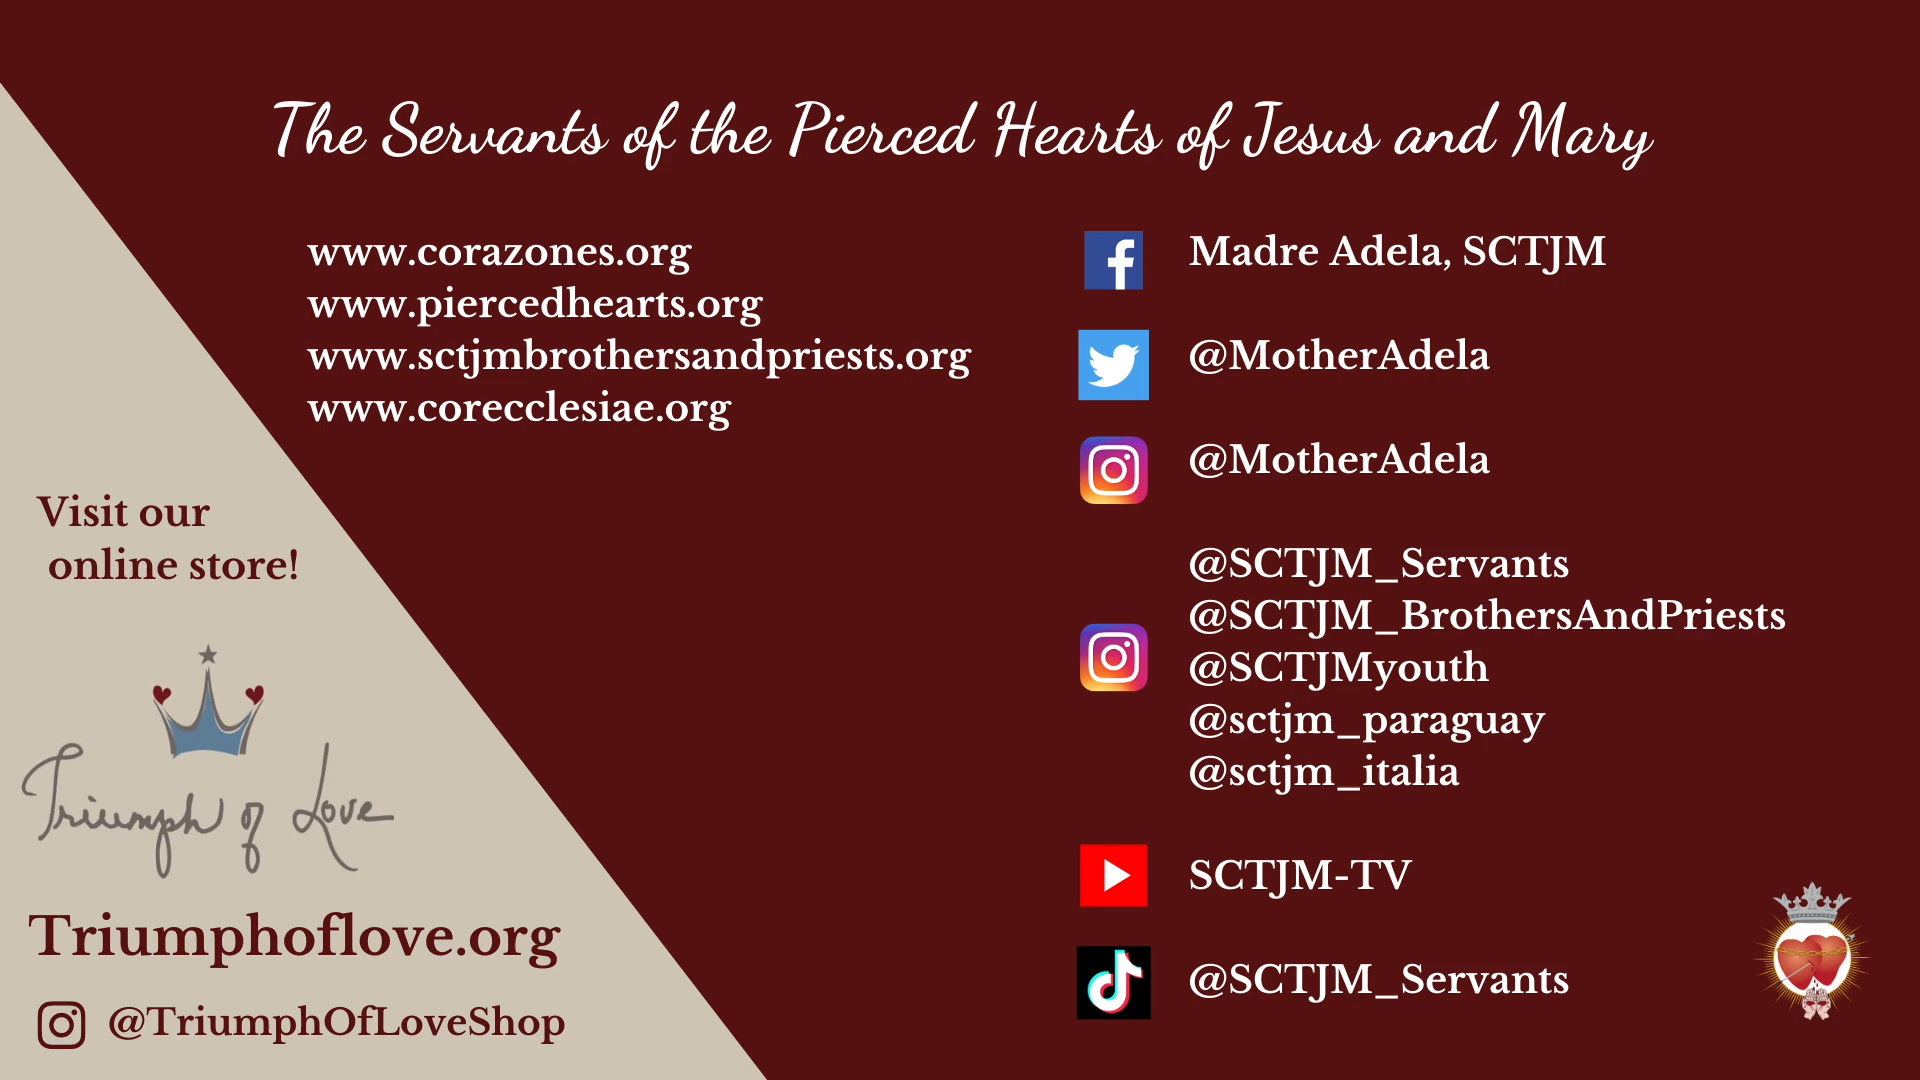 The Servants of the Pierced Hearts of Jesus and Mary
www.corazones.org
www.piercedhearts.org
www.sctjmbrothersandpriests.org
www.corecclesiae.org
Madre Adela, SCTJM
@MotherAdela
@MotherAdela
@SCTJM_Servants
@SCTJM_BrothersAndPriests
@SCTJMyouth
@sctjm_paraguay
@sctjm_italia
SCTJM-TV
@SCTJM_Servants
Visit our
online store!
Triumph of Love
Triumphoflove.org
@TriumphOfLoveShop